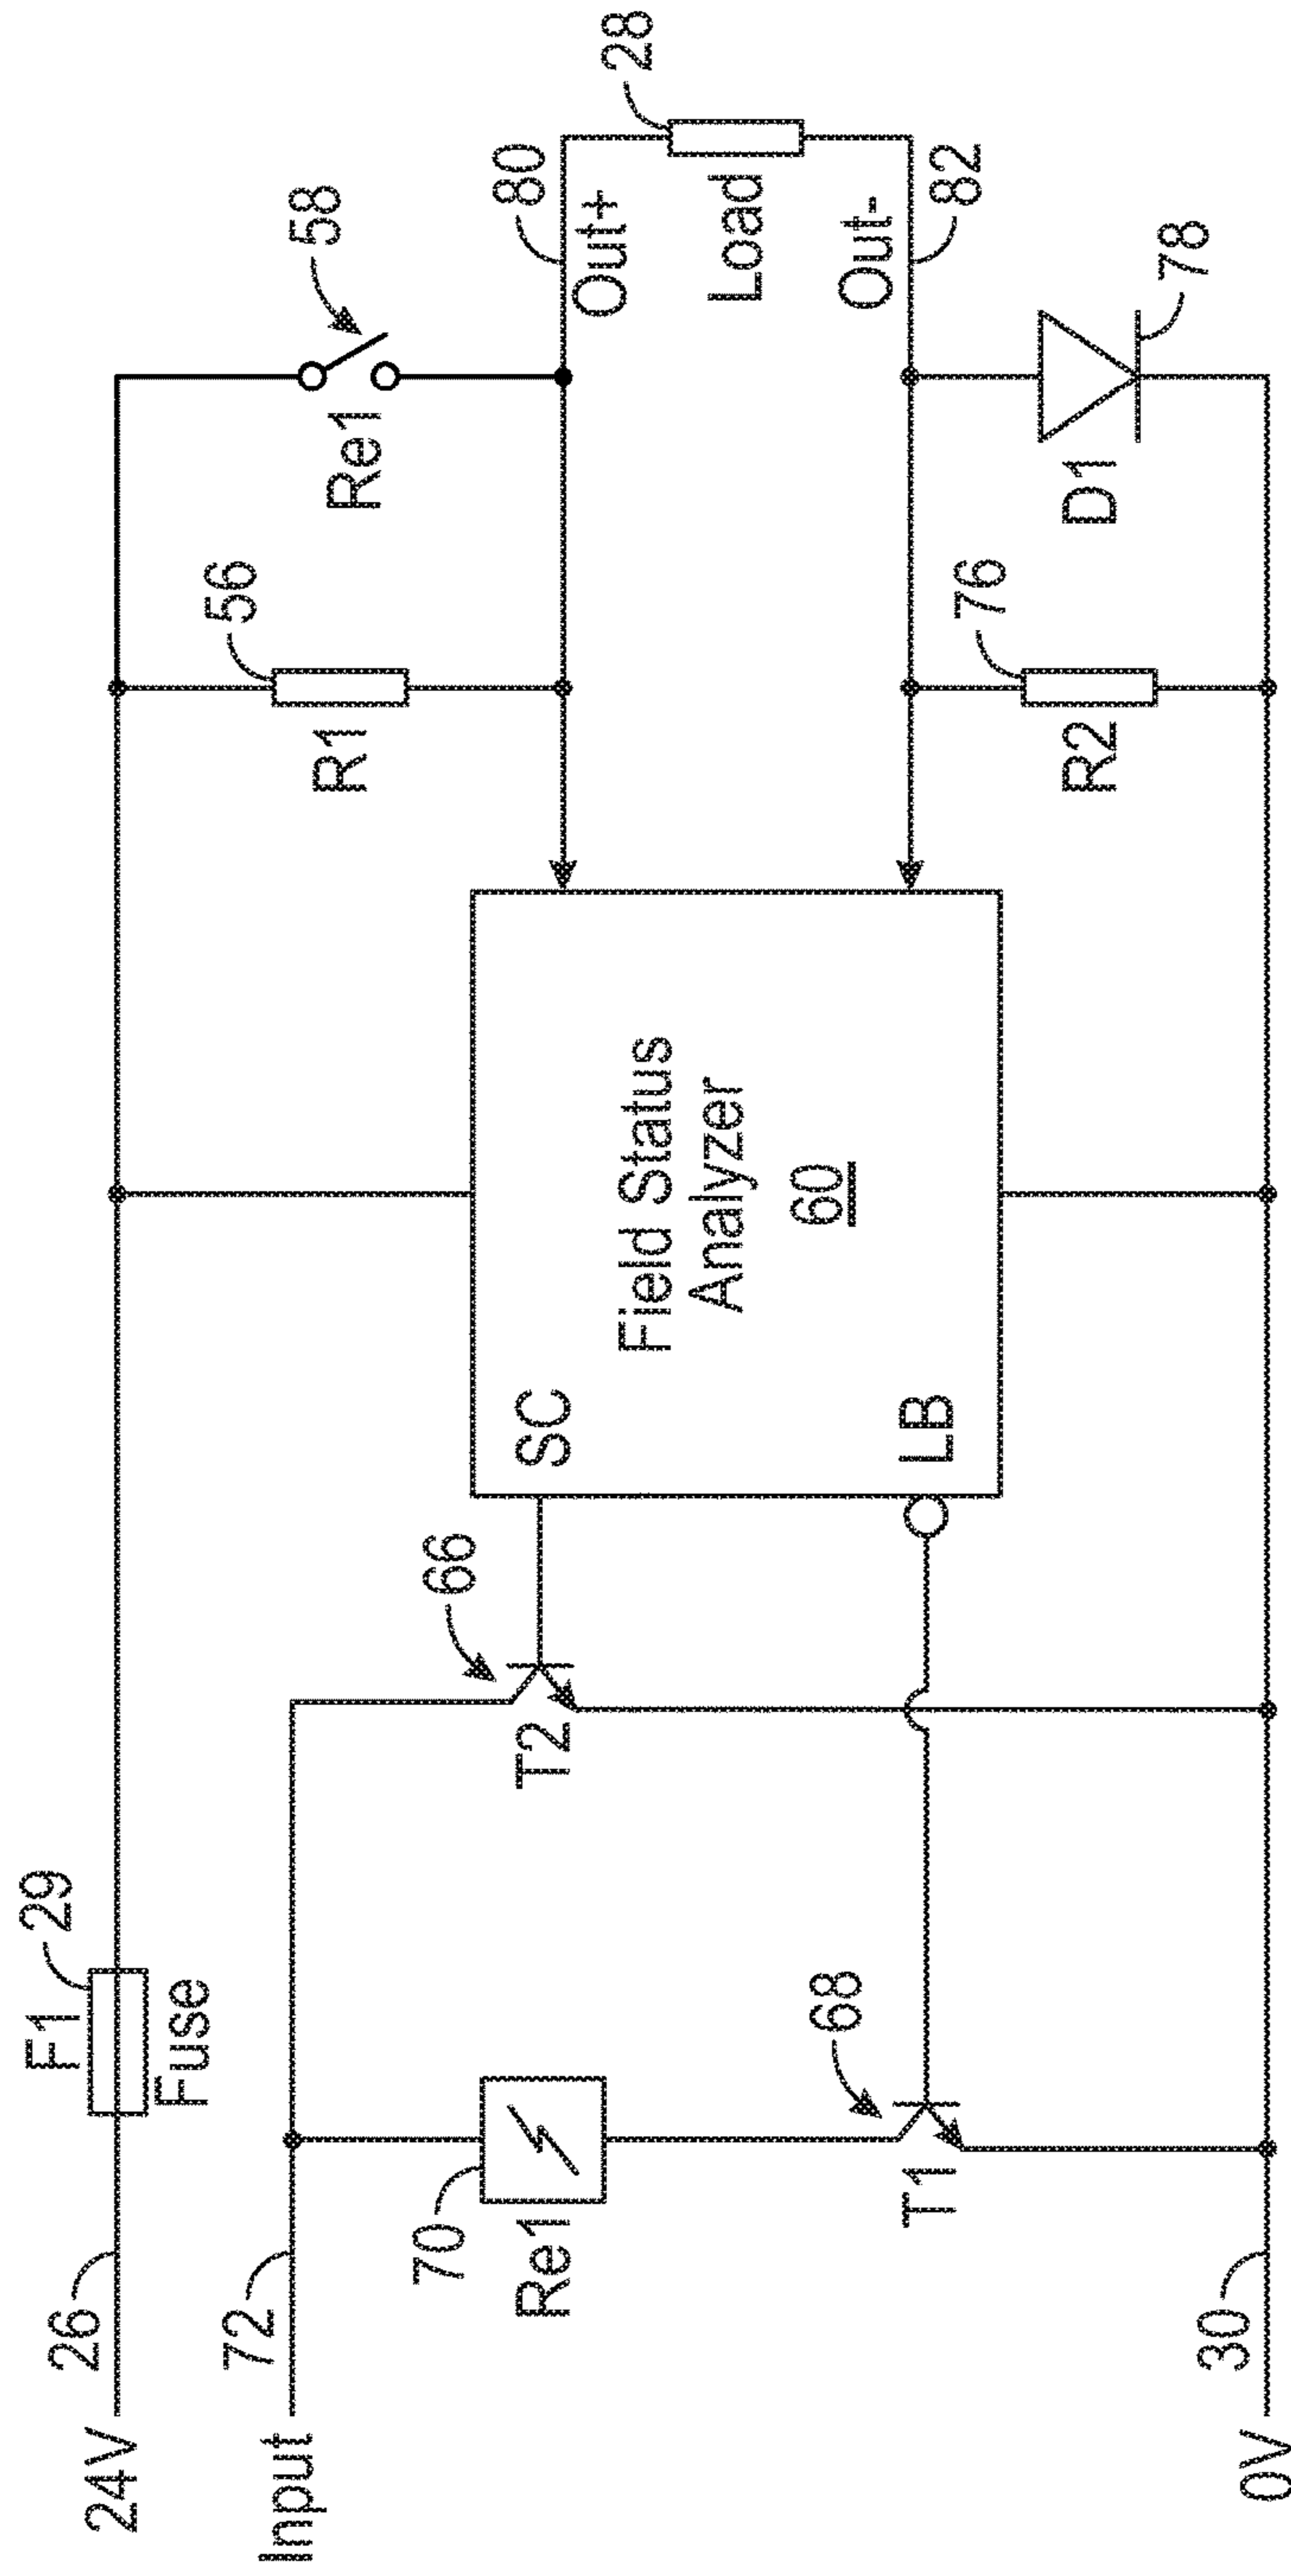 24V
26
F1
29
Fuse
Input
72
70
Re1
68
T1
66
T2
SC
LB
Field Status
Analyzer
60
56
R1
58
Re1
80
Out+
28
Load
Out-
82
76
R2
78
D1
0V
30